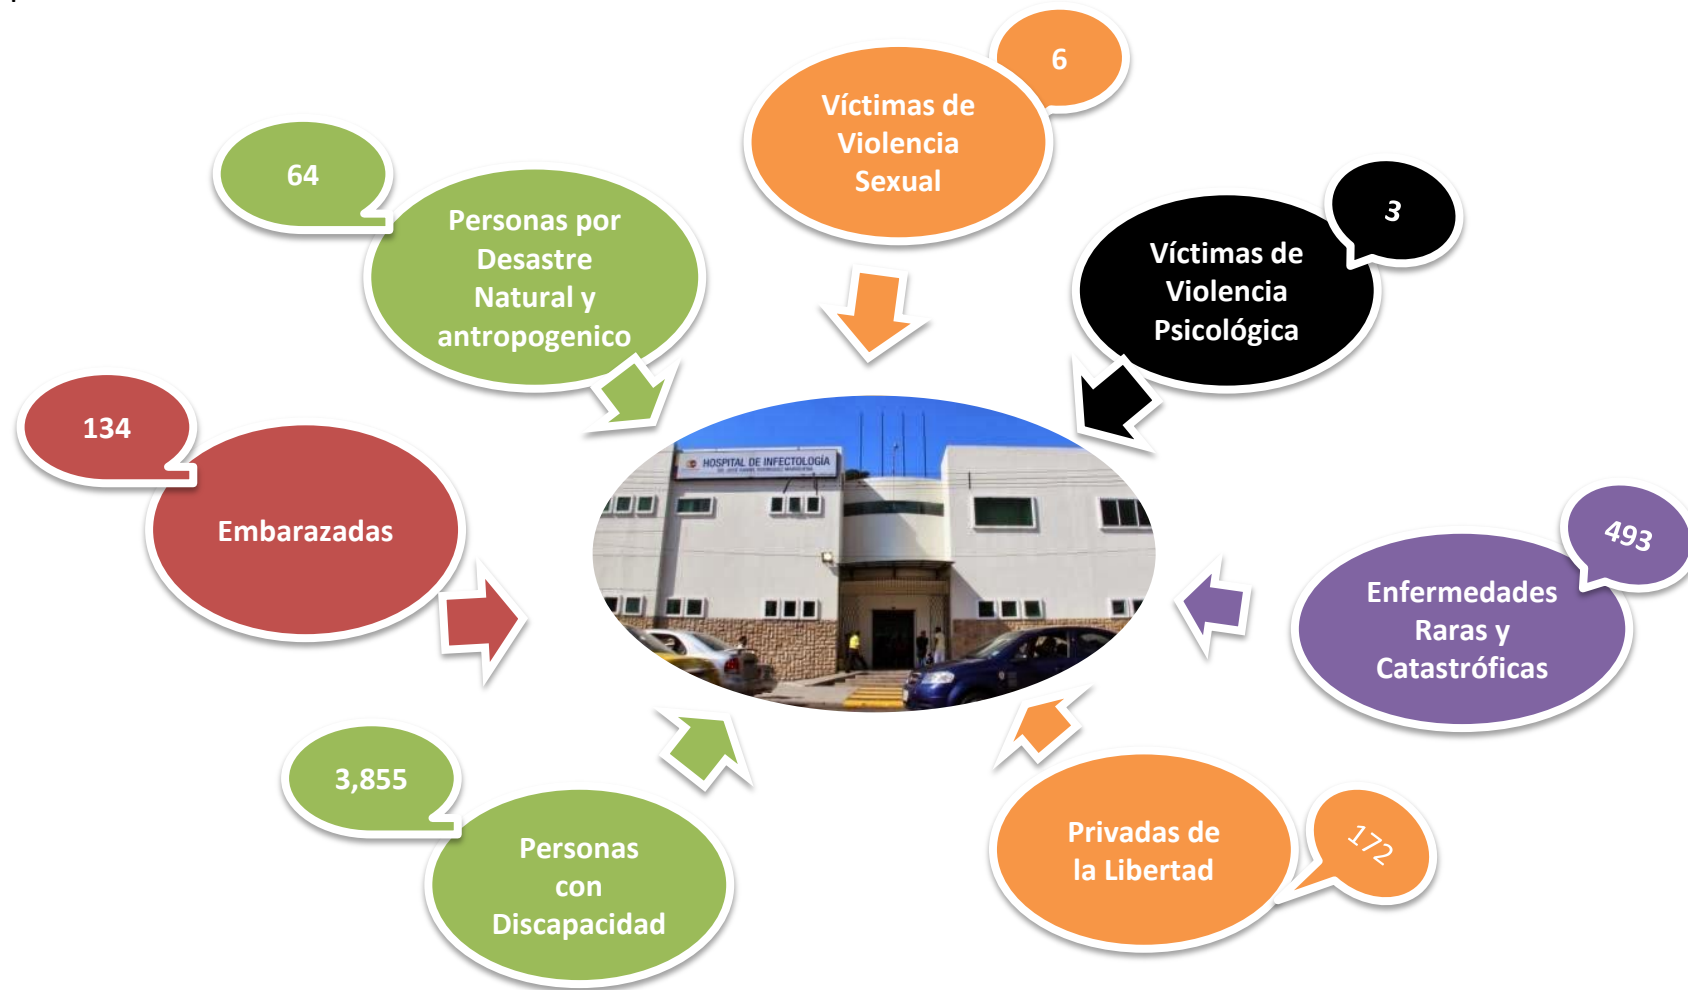 6
Víctimas de
Violencia
Sexual
64
Personas por
Desastre
Natural y
antropogenico
3
Víctimas de
Violencia
Psicológica
134
Embarazadas
HOSPITAL DE INFECTOLOGÍA
493
Enfermedades
Raras y
Catastróficas
3,855
Personas
con
Discapacidad
Privadas de
la Libertad
172